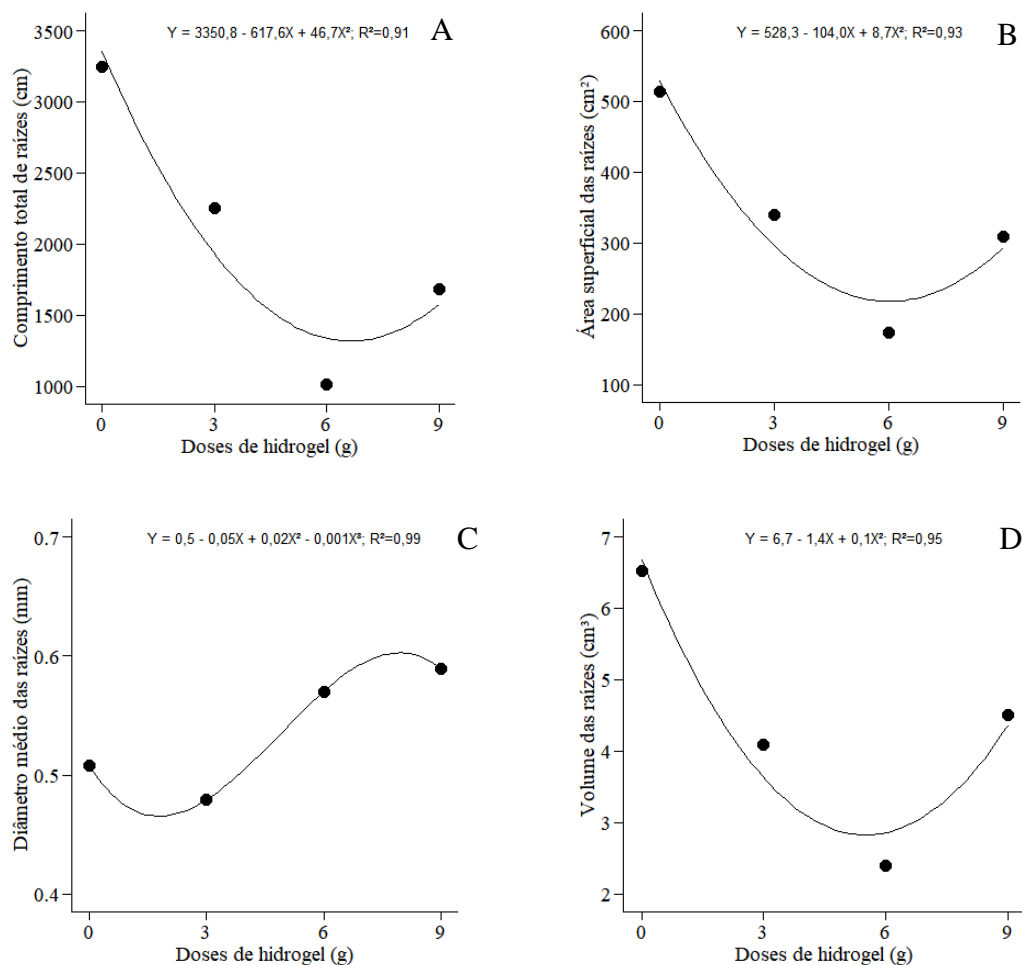 Y = 3350,8 - 617,6X + 46,7X²; R²=0,91
A
Comprimento total de raízes (cm)
3500
3000
2500
2000
1500
1000
0 3 6 9
Doses de hidrogel (g)
Y = 528,3 - 104,0X + 8,7X²; R²=0,93
B
Área superficial das raízes (cm²)
600
500
400
300
200
100
0 3 6 9
Doses de hidrogel (g)
Y = 0,5 - 0,05X + 0,02X² - 0,001X³; R²=0,99
C
Diâmetro médio das raízes (mm)
0.7
0.6
0.5
0.4
0 3 6 9
Doses de hidrogel (g)
Y = 6,7 - 1,4X + 0,1X²; R²=0,95
D
Volume das raízes (cm³)
7
6
5
4
3
2
0 3 6 9
Doses de hidrogel (g)